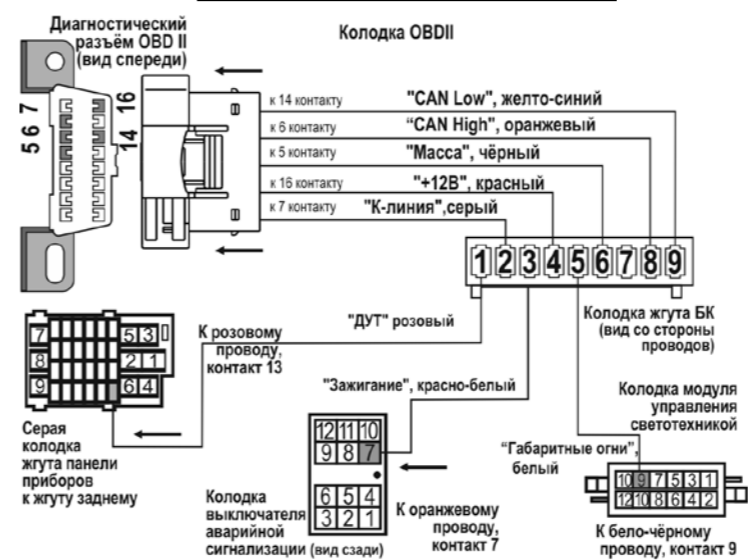 Диагностический
разъём OBD II
(вид спереди)
Колодка OBDII
7
6
5
16
14
к 14 контакту
"CAN Low", желто-синий
к 6 контакту
“CAN High", оранжевый
к 5 контакту
"Масса", чёрный
к 16 контакту
"+12В", красный
к 7 контакту
"К-линия",серый
1 2 3 4 5 6 7 8 9
Колодка жгута БК
(вид со стороны
проводов)
"ДУТ" розовый
К розовому
проводу,
контакт 13
7 5 3
8 2 1
9 6 4
Серая
колодка
жгута панели
приборов
к жгуту заднему
"Зажигание", красно-белый
12 11 10
9 8 7
6 5 4
3 2 1
Колодка
выключателя
аварийной
сигнализации (вид сзади)
К оранжевому
проводу,
контакт 7
Колодка модуля
управления
светотехникой
“Габаритные огни",
белый
10 9 7 5 3 1
12 10 8 6 4 2
К бело-чёрному
проводу, контакт 9